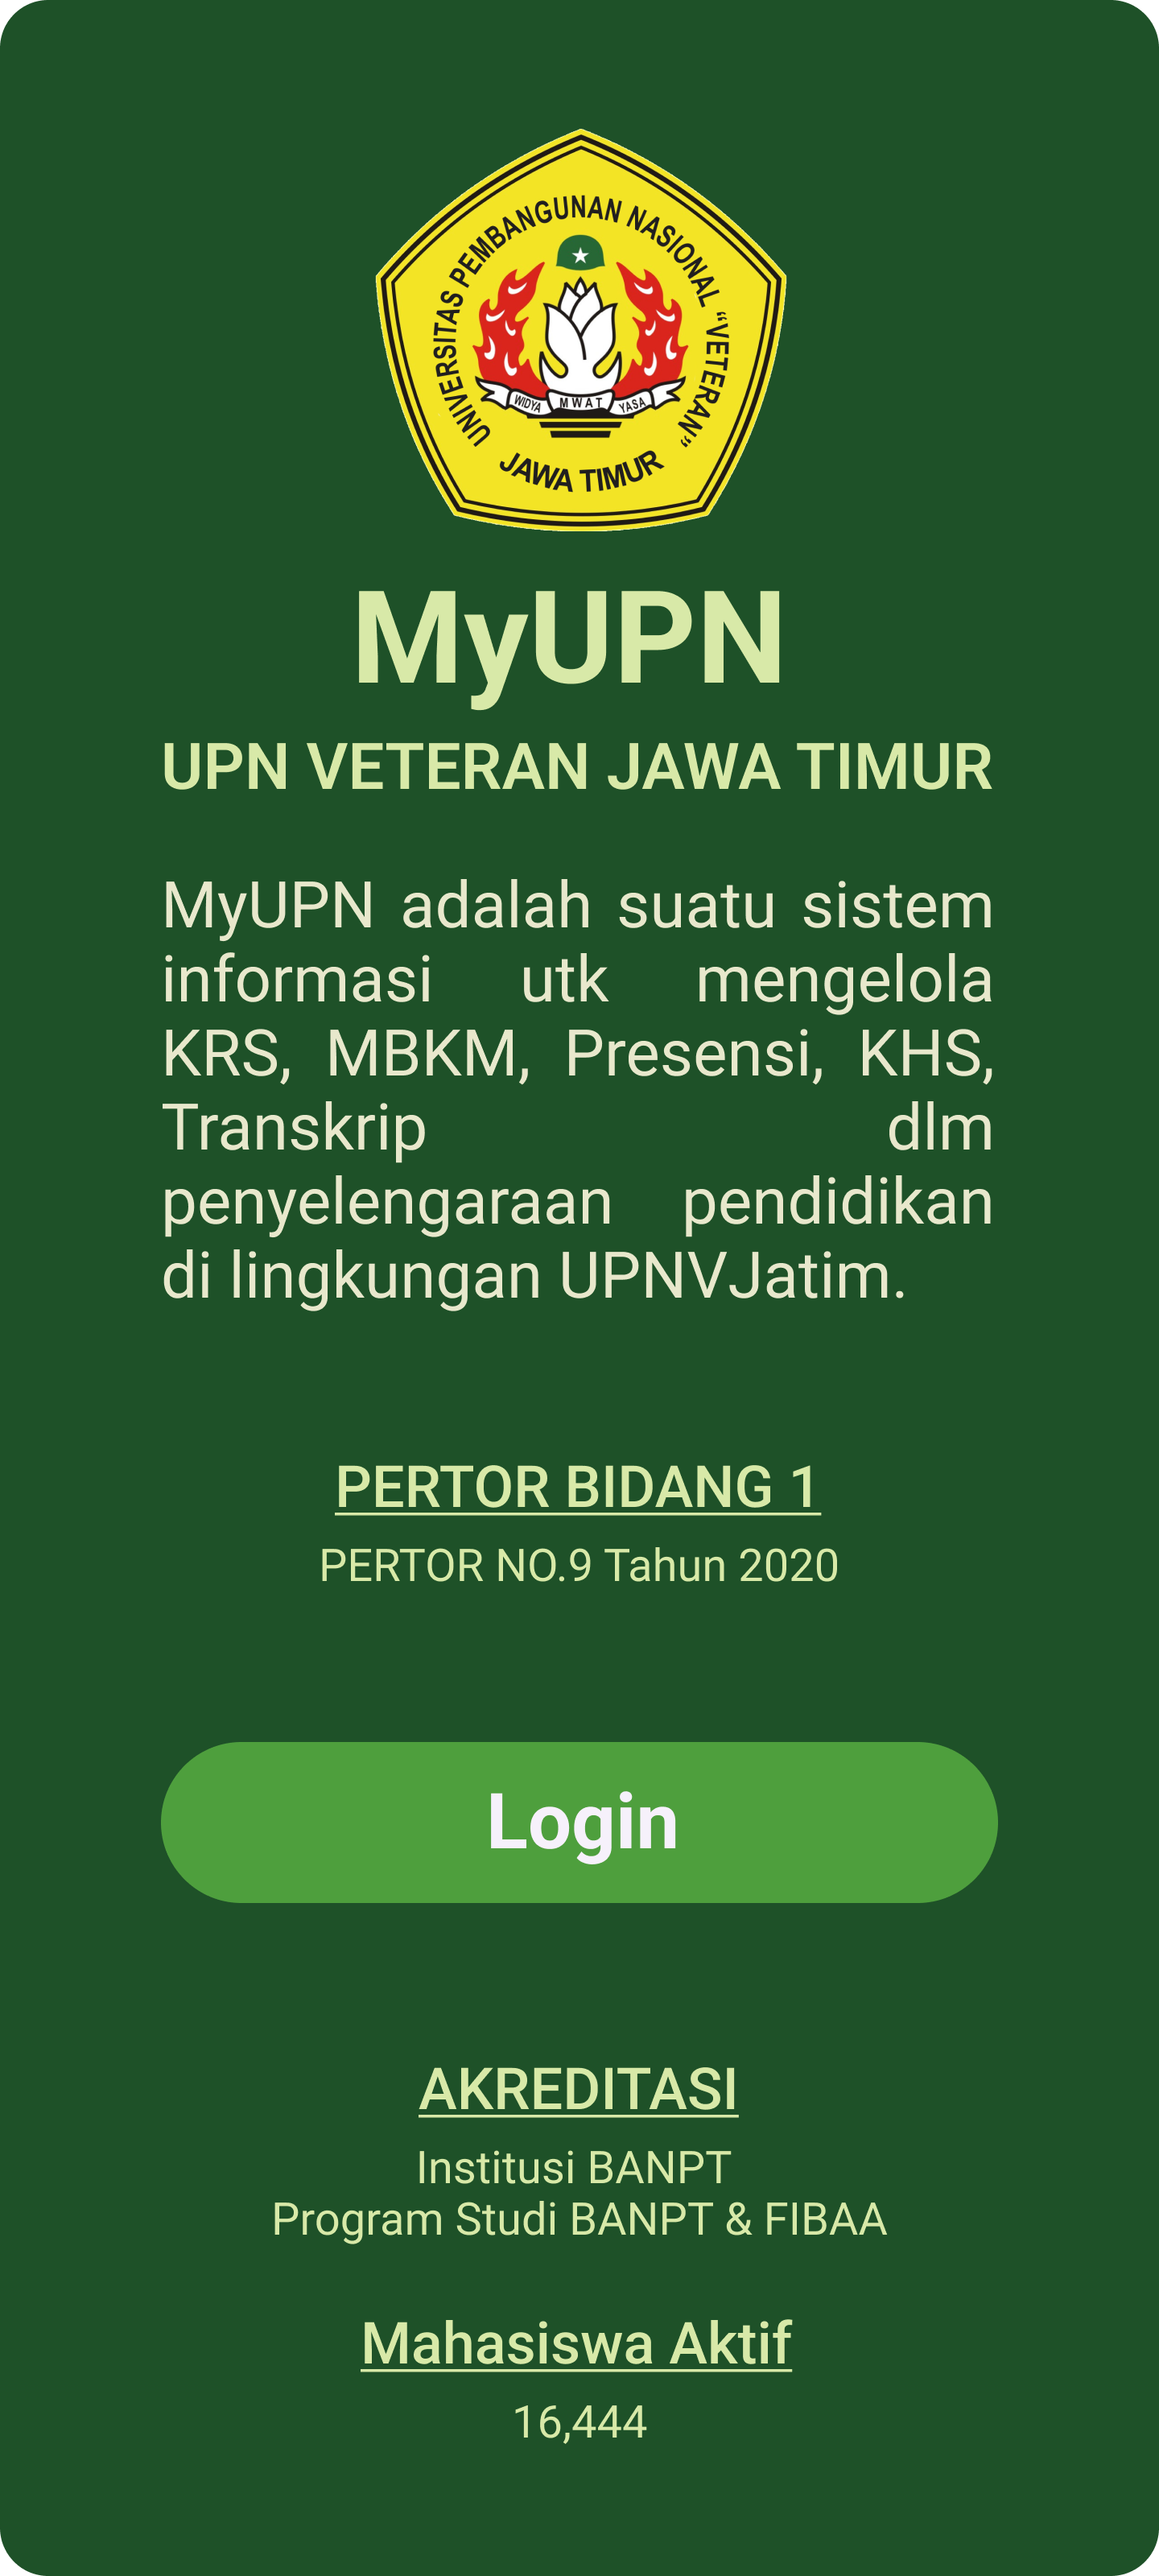 UNIVERSITAS PEMBANGUNAN NASIONAL “VETERAN”
WIDYA MWAT YASA
JAWA TIMUR
MyUPN
UPN VETERAN JAWA TIMUR
MyUPN adalah suatu sistem
informasi utk mengelola
KRS, MBKM, Presensi, KHS,
Transkrip dlm
penyelengaraan pendidikan
di lingkungan UPNVJatim.
PERTOR BIDANG 1
PERTOR NO.9 Tahun 2020
Login
AKREDITASI
Institusi BANPT
Program Studi BANPT & FIBAA
Mahasiswa Aktif
16,444